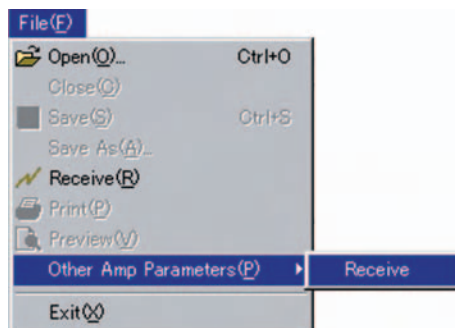 File(F)
Open(O)... Ctrl+O
Close(C)
Save(S) Ctrl+S
Save As(A)...
Receive(R)
Print(P)
Preview(V)
Other Amp Parameters(P) Receive
Exit(X)